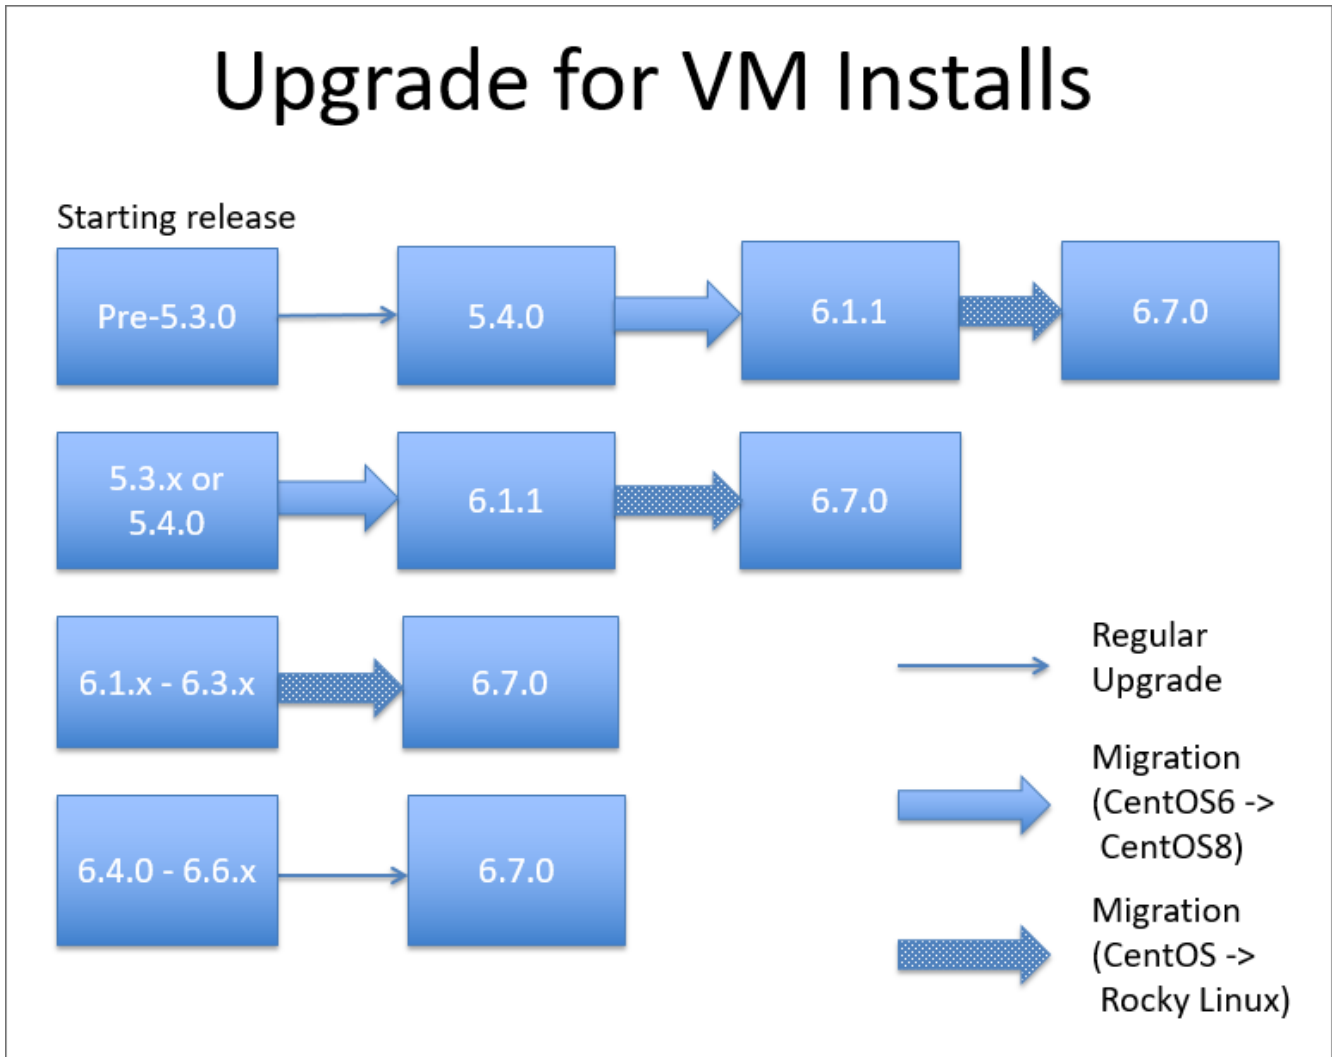 Upgrade for VM Installs
Starting release
Pre-5.3.0
5.4.0
6.1.1
6.7.0
5.3.x or
5.4.0
6.1.1
6.7.0
6.1.x - 6.3.x
6.7.0
6.4.0 - 6.6.x
6.7.0
Regular
Upgrade
Migration
(CentOS6 ->
CentOS8)
Migration
(CentOS ->
Rocky Linux)